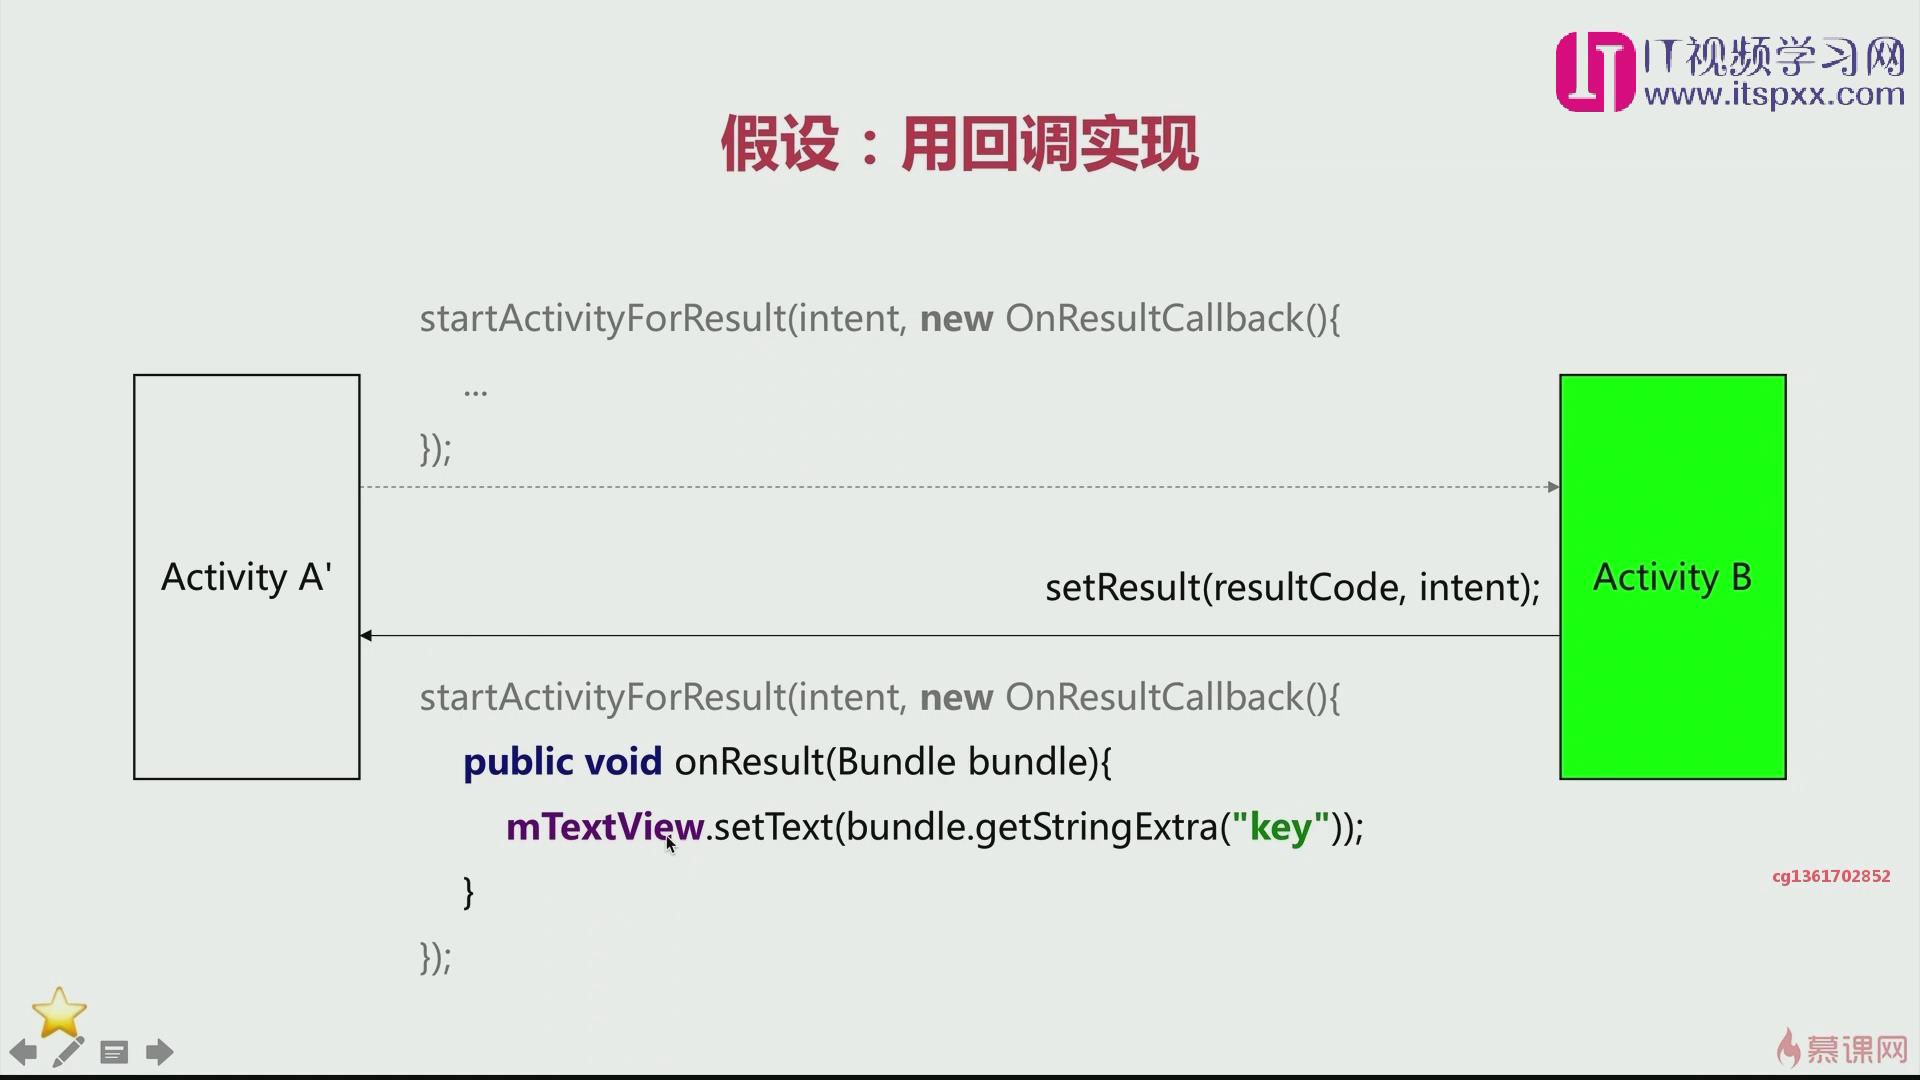 IT视频学习网
www.itspxx.com
假设：用回调实现
startActivityForResult(intent, new OnResultCallback(){
...
});
Activity A'
setResult(resultCode, intent);
Activity B
startActivityForResult(intent, new OnResultCallback(){
public void onResult(Bundle bundle){
mTextView.setText(bundle.getStringExtra("key"));
}
});
cg1361702852
慕课网